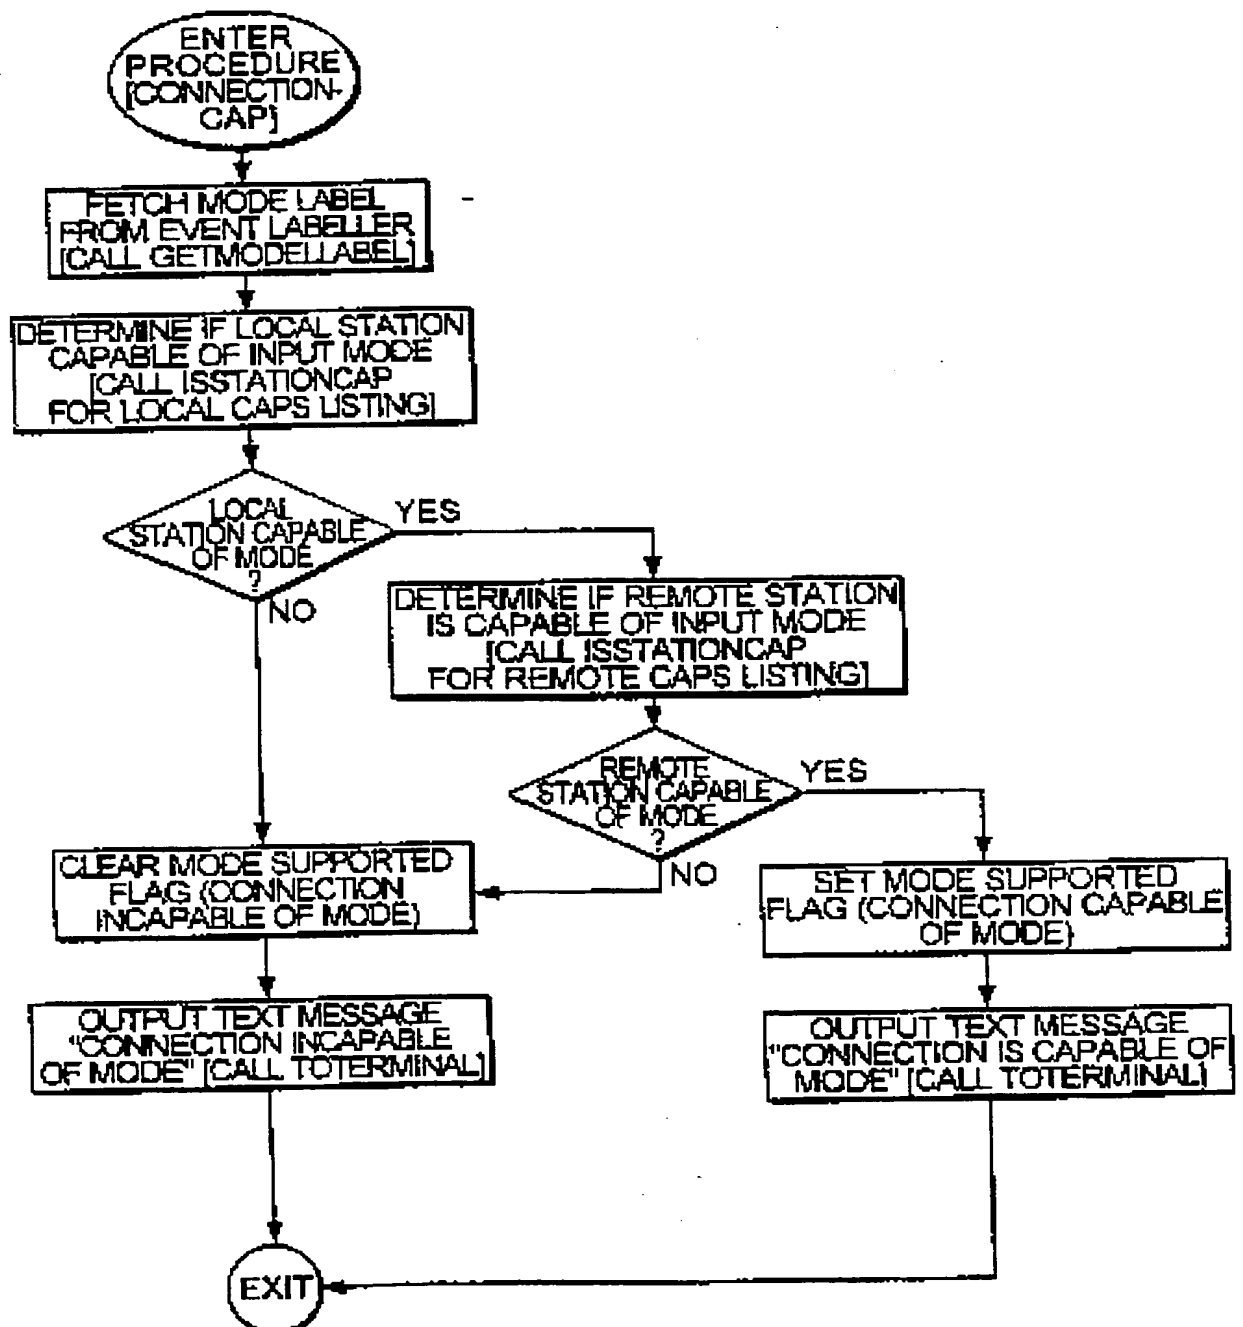 ENTER
PROCEDURE
[CONNECTION-
CAP]
FETCH MODE LABEL
FROM EVENT LABELLER
[CALL GETMODELLABEL]
DETERMINE IF LOCAL STATION
CAPABLE OF INPUT MODE
[CALL ISSTATIONCAP
FOR LOCAL CAPS LISTING]
LOCAL
STATION CAPABLE
OF MODE
?
YES
NO
DETERMINE IF REMOTE STATION
IS CAPABLE OF INPUT MODE
[CALL ISSTATIONCAP
FOR REMOTE CAPS LISTING]
REMOTE
STATION CAPABLE
OF MODE
?
YES
NO
CLEAR MODE SUPPORTED
FLAG (CONNECTION
INCAPABLE OF MODE)
SET MODE SUPPORTED
FLAG (CONNECTION CAPABLE
OF MODE)
OUTPUT TEXT MESSAGE
"CONNECTION INCAPABLE
OF MODE" [CALL TOTERMINAL]
OUTPUT TEXT MESSAGE
"CONNECTION IS CAPABLE OF
MODE" [CALL TOTERMINAL]
EXIT